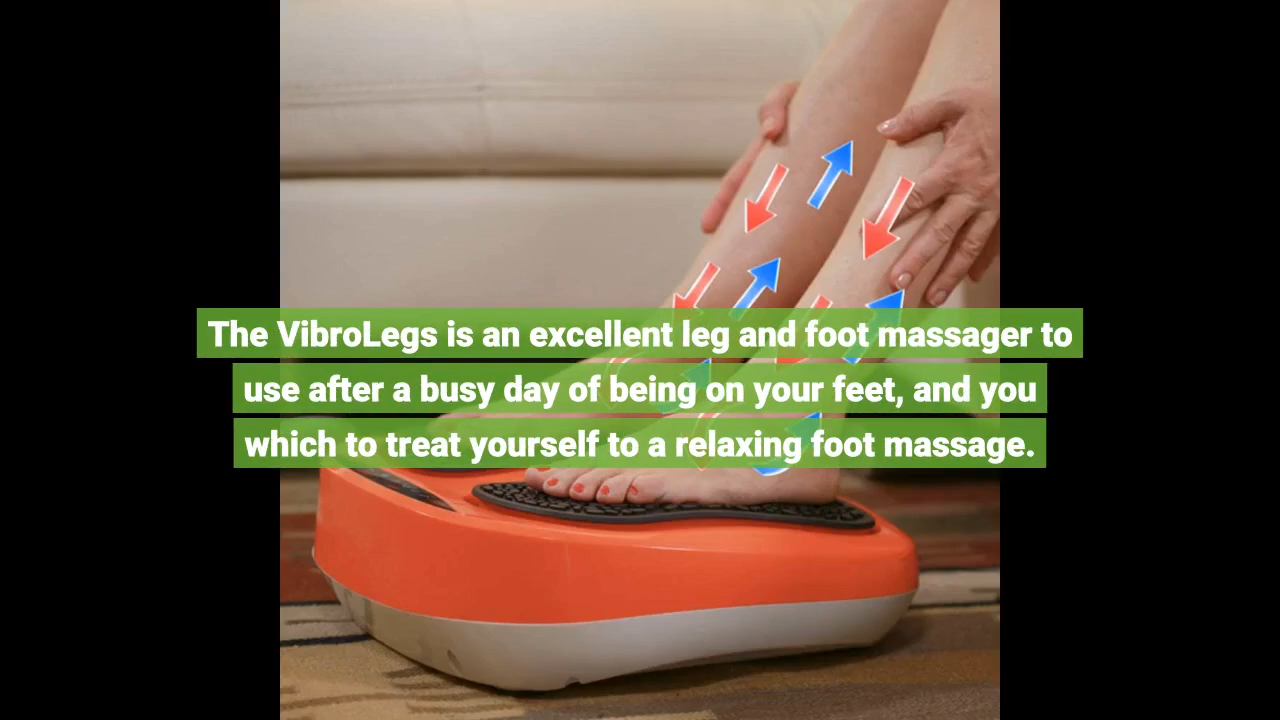 The VibroLegs is an excellent leg and foot massager to
use after a busy day of being on your feet, and you
which to treat yourself to a relaxing foot massage.